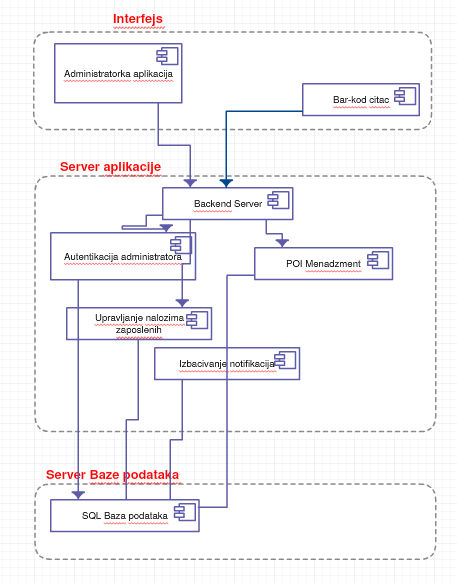 Interfejs
Administratorka aplikacija
Bar-kod citac
Server aplikacije
Backend Server
Autentikacija administratora
POI Menadzment
Upravljanje nalozima
zaposlenih
Izbacivanje notifikacija
Server Baze podataka
SQL Baza podataka